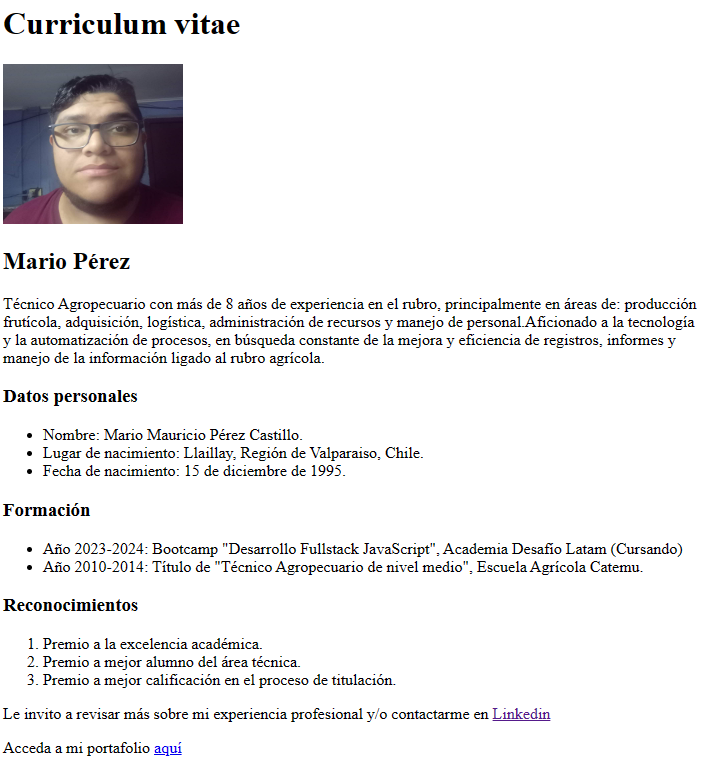 Curriculum vitae
Mario Pérez
Técnico Agropecuario con más de 8 años de experiencia en el rubro, principalmente en áreas de: producción
frutícola, adquisición, logística, administración de recursos y manejo de personal.Aficionado a la tecnología
y la automatización de procesos, en búsqueda constante de la mejora y eficiencia de registros, informes y
manejo de la información ligado al rubro agrícola.
Datos personales
• Nombre: Mario Mauricio Pérez Castillo.
• Lugar de nacimiento: Llaillay, Región de Valparaiso, Chile.
• Fecha de nacimiento: 15 de diciembre de 1995.
Formación
• Año 2023-2024: Bootcamp "Desarrollo Fullstack JavaScript", Academia Desafío Latam (Cursando)
• Año 2010-2014: Título de "Técnico Agropecuario de nivel medio", Escuela Agrícola Catemu.
Reconocimientos
1. Premio a la excelencia académica.
2. Premio a mejor alumno del área técnica.
3. Premio a mejor calificación en el proceso de titulación.
Le invito a revisar más sobre mi experiencia profesional y/o contactarme en Linkedin
Acceda a mi portafolio aquí